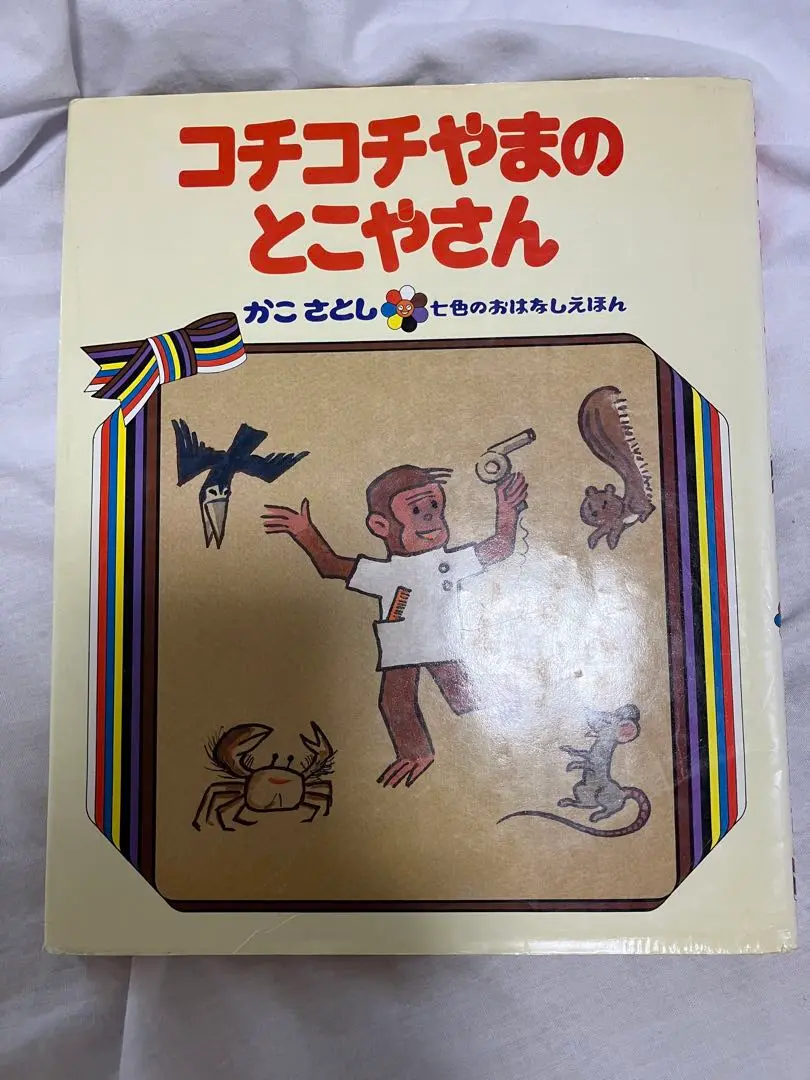 コチコチやまの
とこやさん
かこ さとし 七色のおはなしえほん